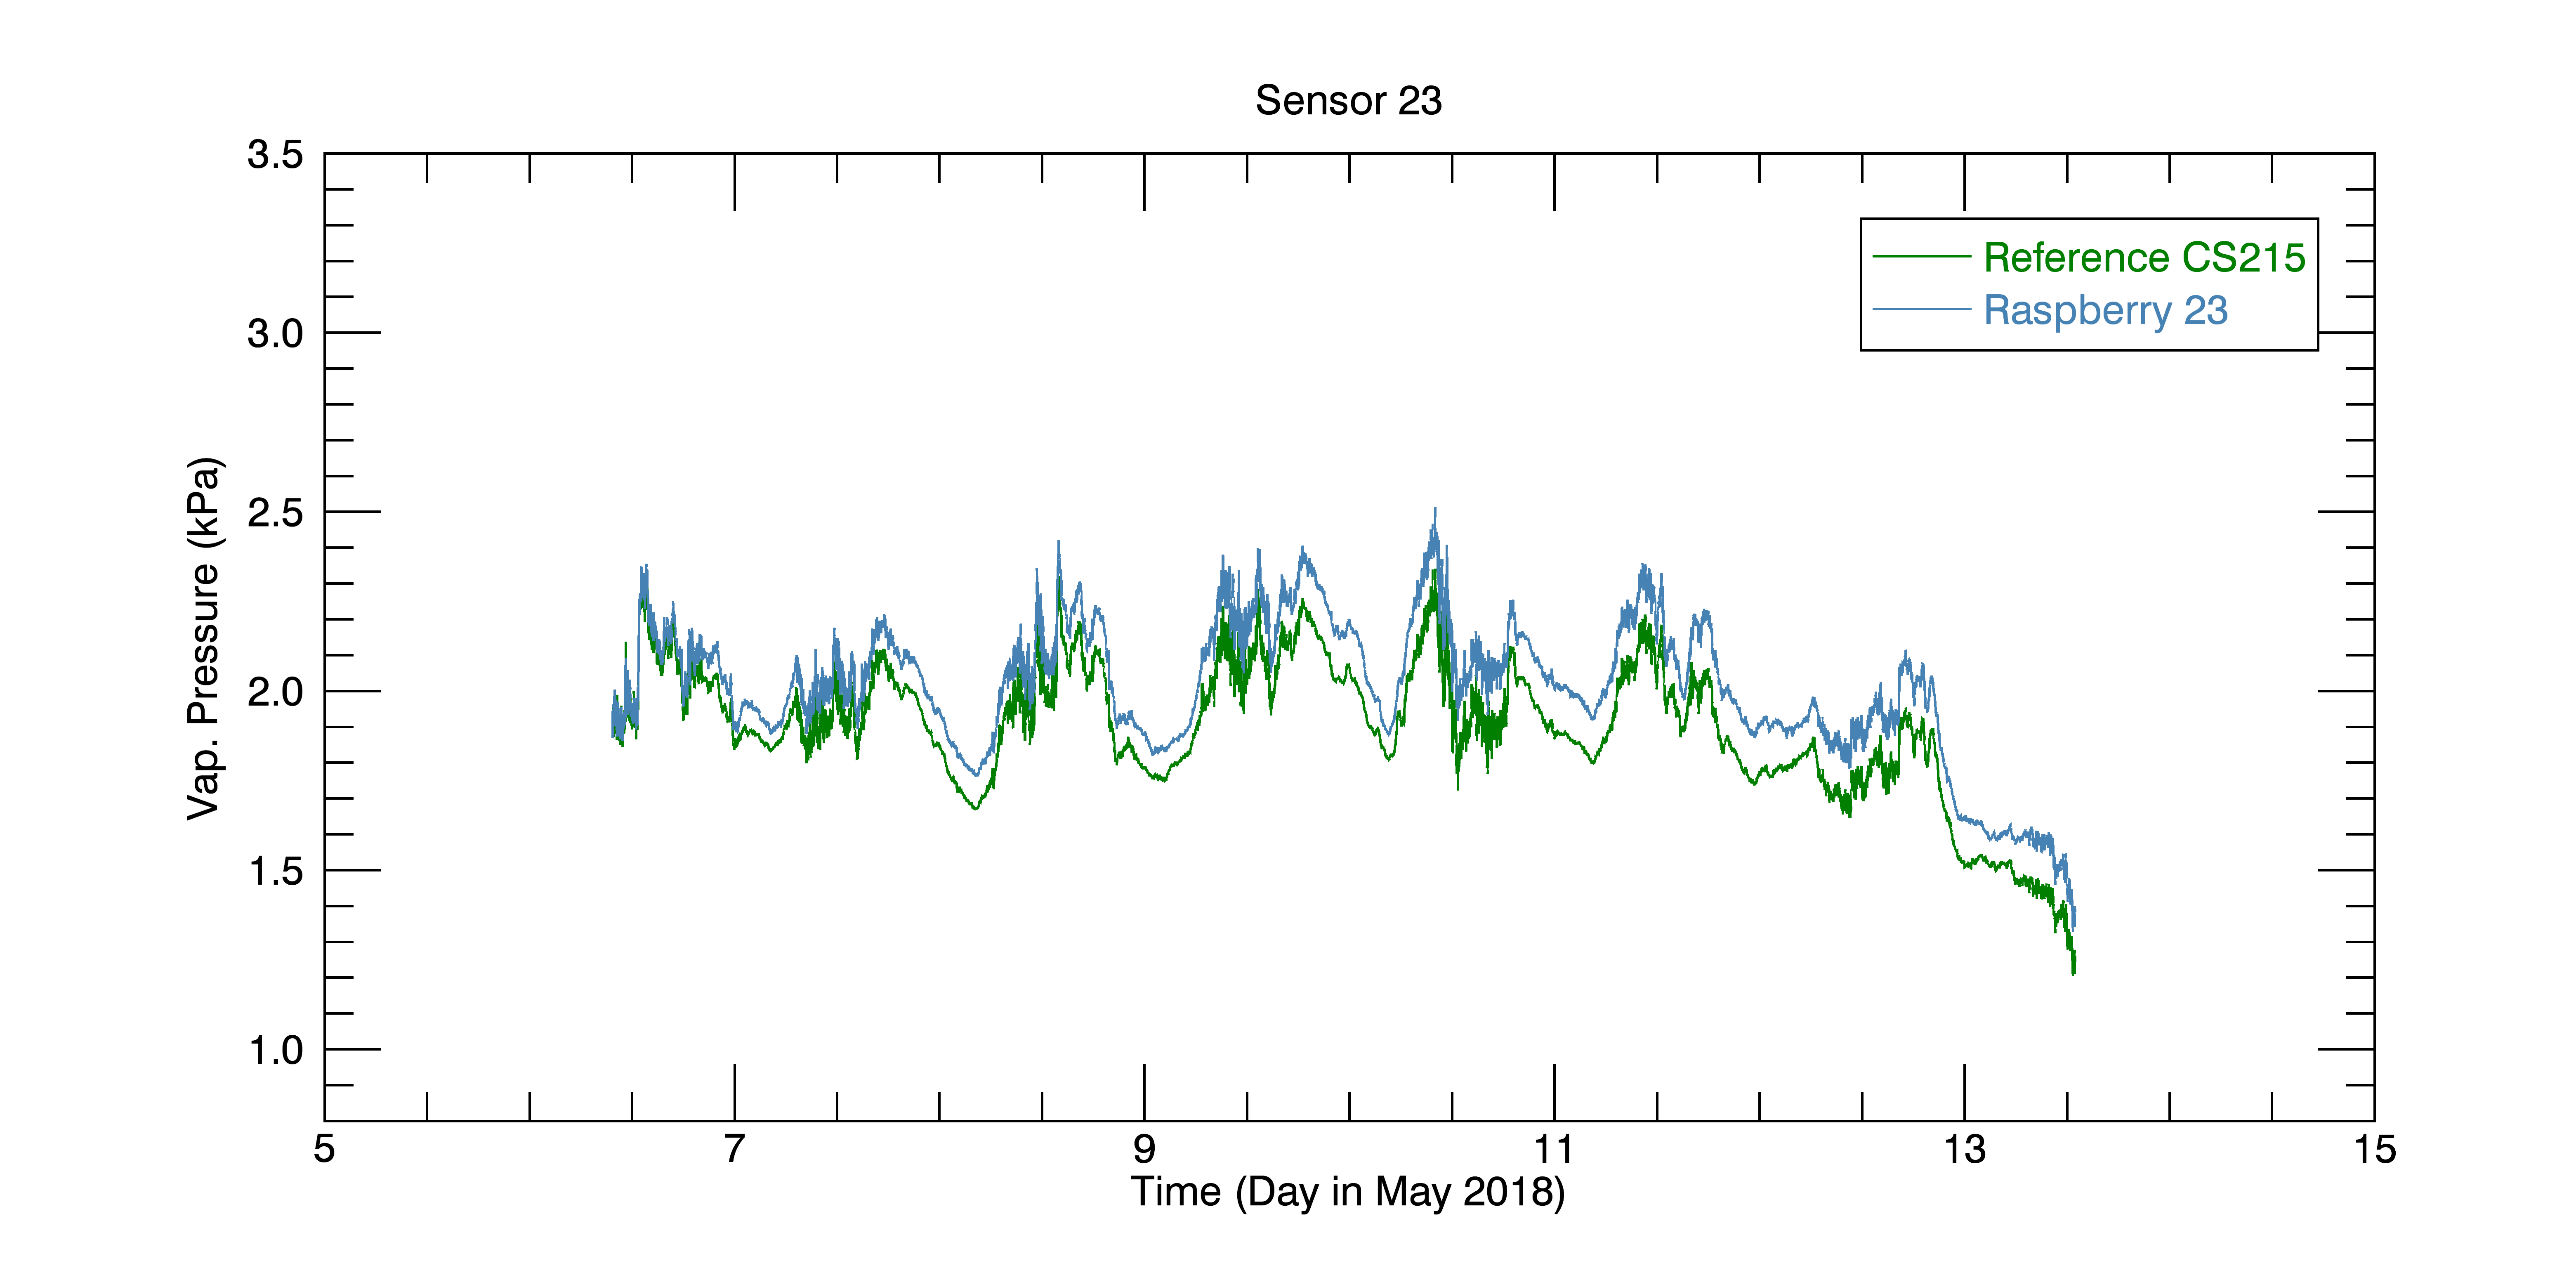 Sensor 23
3.5
3.0
2.5
2.0
1.5
1.0
Vap. Pressure (kPa)
Reference CS215
Raspberry 23
5 7 9 11 13 15
Time (Day in May 2018)